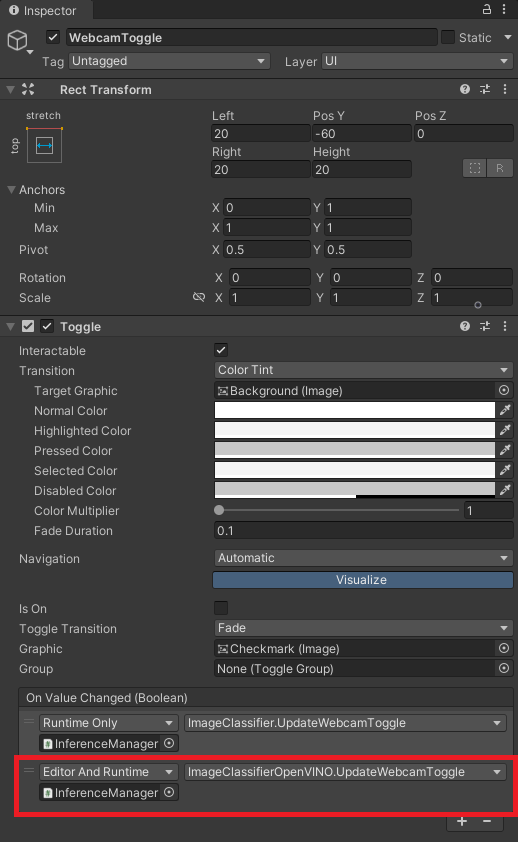 Inspector
WebcamToggle
Static
Tag Untagged Layer UI
Rect Transform
stretch
top
Left Pos Y Pos Z
20 -60 0
Right Height
20 20
R
Anchors
Min X 0 Y 1
Max X 1 Y 1
Pivot X 0.5 Y 0.5
Rotation X 0 Y 0 Z 0
Scale X 1 Y 1 Z 1
Toggle
Interactable
Transition Color Tint
Target Graphic Background (Image)
Normal Color
Highlighted Color
Pressed Color
Selected Color
Disabled Color
Color Multiplier 1
Fade Duration 0.1
Navigation Automatic
Visualize
Is On
Toggle Transition Fade
Graphic Checkmark (Image)
Group None (Toggle Group)
On Value Changed (Boolean)
Runtime Only ImageClassifier.UpdateWebcamToggle
InferenceManager
Editor And Runtime ImageClassifierOpenVINO.UpdateWebcamToggle
InferenceManager
+ −